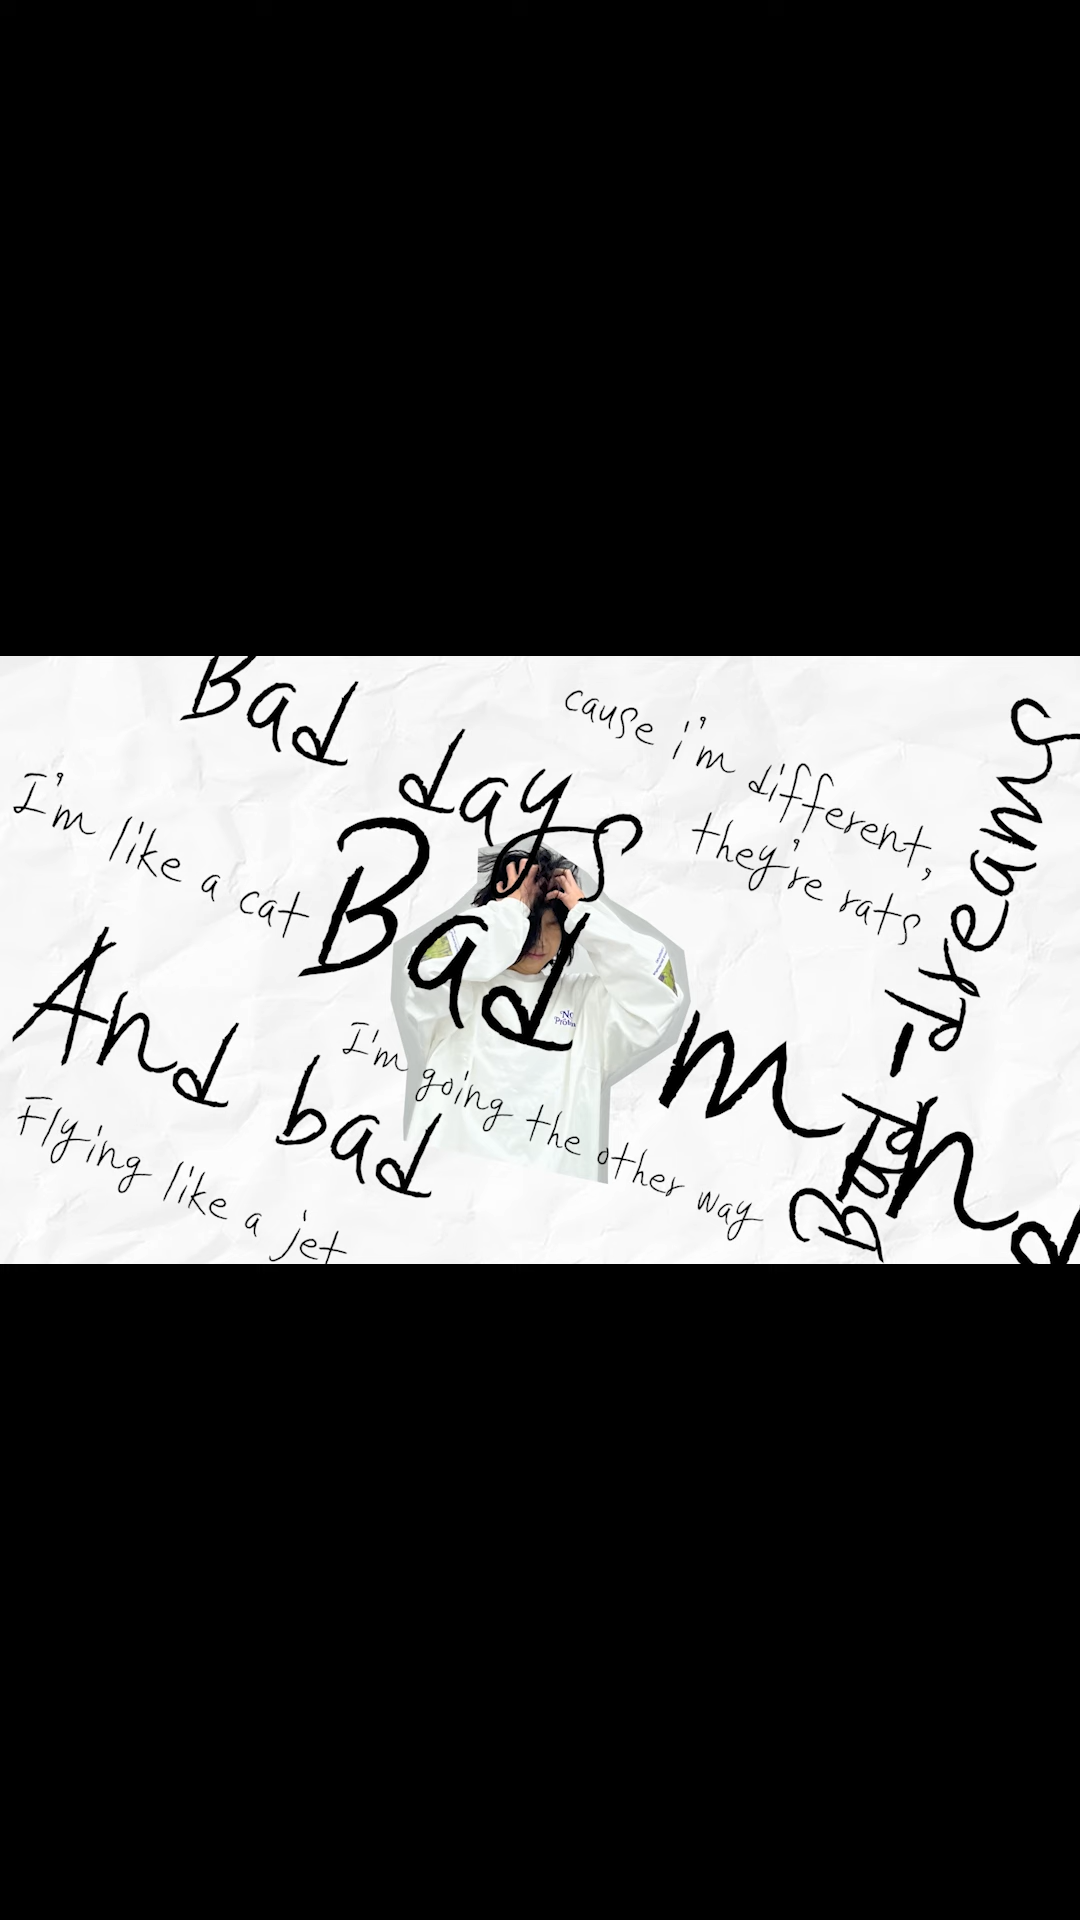 Bad days
cause i'm different,
they're rats
I'm like a cat
Bad mind
And bad
I'm going the other way
Flying like a jet
Bad-dreams